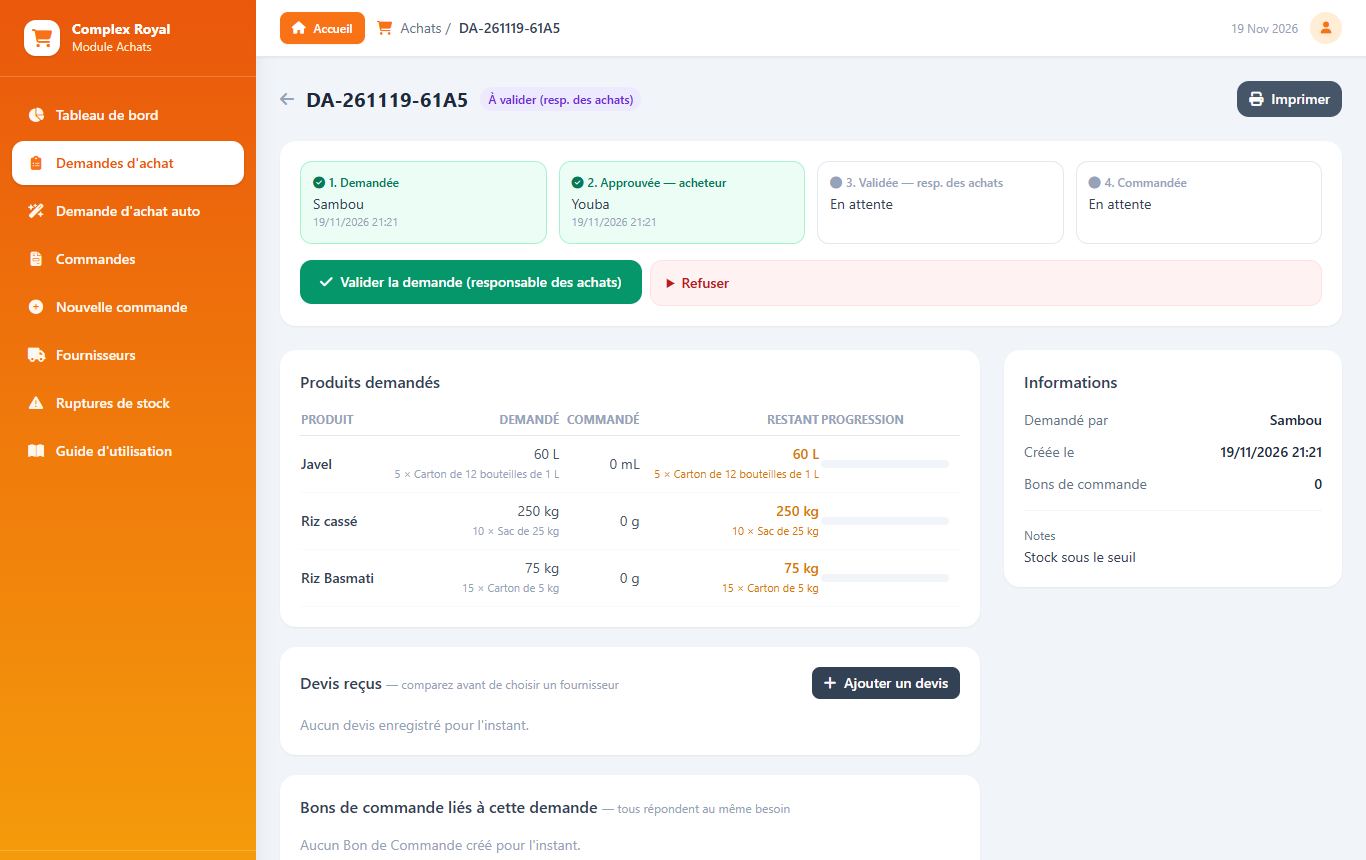 Complex Royal
Module Achats
Tableau de bord
Demandes d'achat
Demande d'achat auto
Commandes
Nouvelle commande
Fournisseurs
Ruptures de stock
Guide d'utilisation
Accueil Achats / DA-261119-61A5
19 Nov 2026
DA-261119-61A5 À valider (resp. des achats)
Imprimer
1. Demandée
Sambou
19/11/2026 21:21
2. Approuvée — acheteur
Youba
19/11/2026 21:21
3. Validée — resp. des achats
En attente
4. Commandée
En attente
Valider la demande (responsable des achats)
Refuser
Produits demandés
PRODUIT DEMANDÉ COMMANDÉ RESTANT PROGRESSION
Javel 60 L 0 mL 60 L
5 × Carton de 12 bouteilles de 1 L 5 × Carton de 12 bouteilles de 1 L
Riz cassé 250 kg 0 g 250 kg
10 × Sac de 25 kg 10 × Sac de 25 kg
Riz Basmati 75 kg 0 g 75 kg
15 × Carton de 5 kg 15 × Carton de 5 kg
Informations
Demandé par Sambou
Créée le 19/11/2026 21:21
Bons de commande 0
Notes
Stock sous le seuil
Devis reçus — comparez avant de choisir un fournisseur
Ajouter un devis
Aucun devis enregistré pour l'instant.
Bons de commande liés à cette demande — tous répondent au même besoin
Aucun Bon de Commande créé pour l'instant.